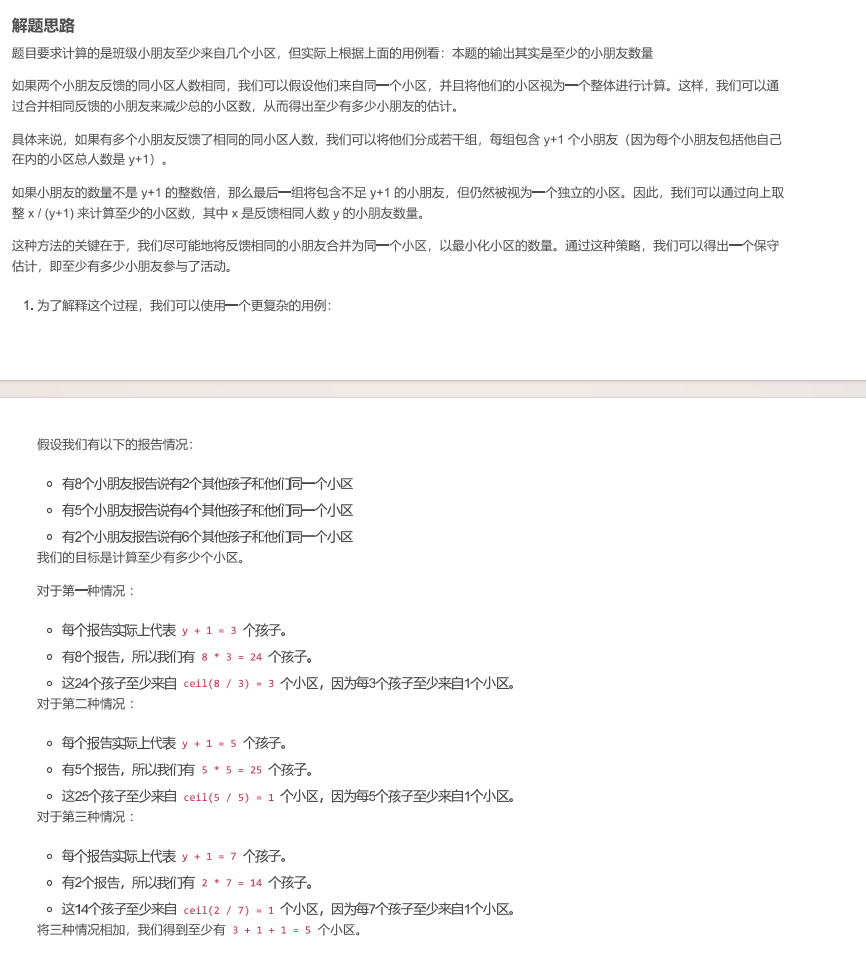 解题思路
题目要求计算的是班级小朋友至少来自几个小区，但实际上根据上面的用例看：本题的输出其实是至少的小朋友数量
如果两个小朋友反馈的同小区人数相同，我们可以假设他们来自同一个小区，并且将他们的小区视为一个整体进行计算。这样，我们可以通
过合并相同反馈的小朋友来减少总的小区数，从而得出至少有多少小朋友的估计。
具体来说，如果有多个小朋友反馈了相同的同小区人数，我们可以将他们分成若干组，每组包含 y+1 个小朋友（因为每个小朋友包括他自己
在内的小区总人数是 y+1）。
如果小朋友的数量不是 y+1 的整数倍，那么最后一组将包含不足 y+1 的小朋友，但仍然被视为一个独立的小区。因此，我们可以通过向上取
整 x / (y+1) 来计算至少的小区数，其中 x 是反馈相同人数 y 的小朋友数量。
这种方法的关键在于，我们尽可能地将反馈相同的小朋友合并为同一个小区，以最小化小区的数量。通过这种策略，我们可以得出一个保守
估计，即至少有多少小朋友参与了活动。
1. 为了解释这个过程，我们可以使用一个更复杂的用例：
假设我们有以下的报告情况：
有8个小朋友报告说有2个其他孩子和他们同一个小区
有5个小朋友报告说有4个其他孩子和他们同一个小区
有2个小朋友报告说有6个其他孩子和他们同一个小区
我们的目标是计算至少有多少个小区。
对于第一种情况：
每个报告实际上代表 y + 1 = 3 个孩子。
有8个报告，所以我们有 8 * 3 = 24 个孩子。
这24个孩子至少来自 ceil(8 / 3) = 3 个小区，因为每3个孩子至少来自1个小区。
对于第二种情况：
每个报告实际上代表 y + 1 = 5 个孩子。
有5个报告，所以我们有 5 * 5 = 25 个孩子。
这25个孩子至少来自 ceil(5 / 5) = 1 个小区，因为每5个孩子至少来自1个小区。
对于第三种情况：
每个报告实际上代表 y + 1 = 7 个孩子。
有2个报告，所以我们有 2 * 7 = 14 个孩子。
这14个孩子至少来自 ceil(2 / 7) = 1 个小区，因为每7个孩子至少来自1个小区。
将三种情况相加，我们得到至少有 3 + 1 + 1 = 5 个小区。